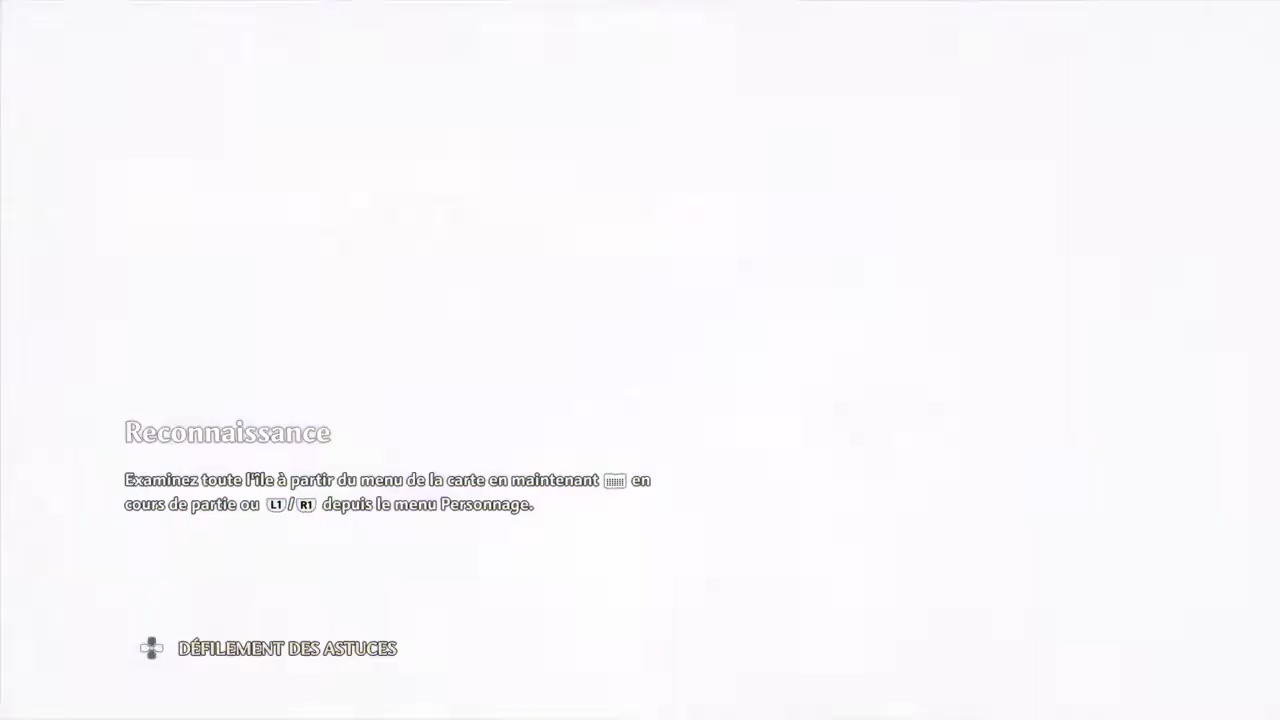 Reconnaissance
Examinez toute l'île à partir du menu de la carte en maintenant en
cours de partie ou L1 / R1 depuis le menu Personnage.
DÉFILEMENT DES ASTUCES